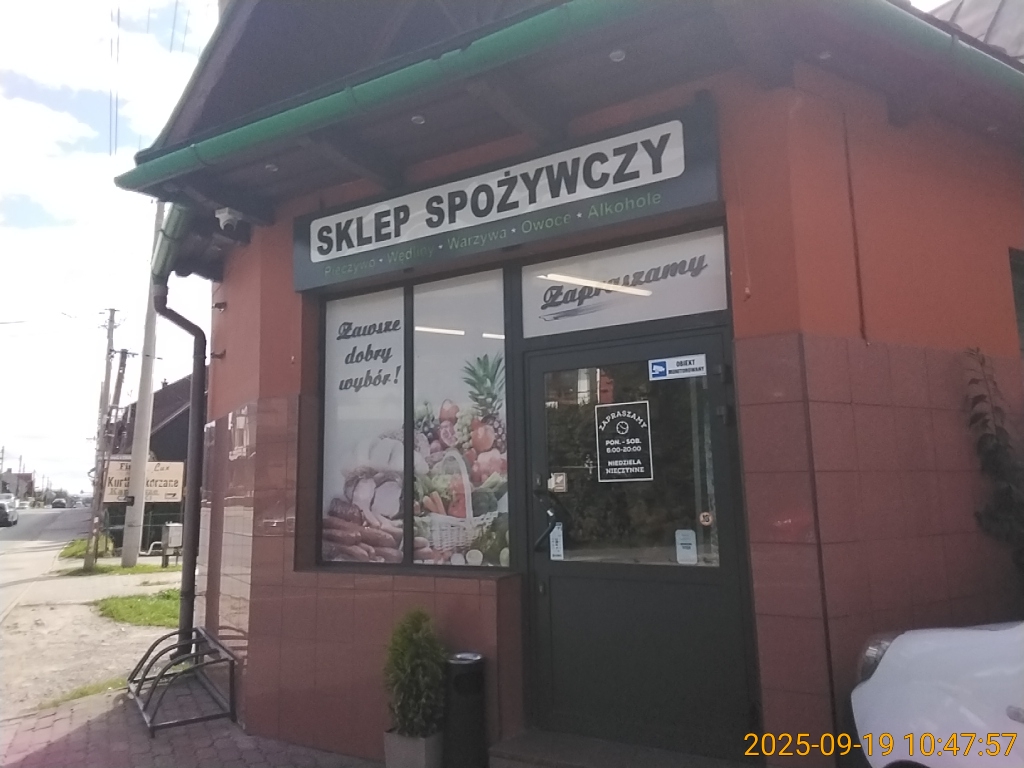 SKLEP SPOŻYWCZY
Pieczywo • Wędliny • Warzywa • Owoce • Alkohole
Zapraszamy
Zawsze
dobry
wybór!
OBIEKT
MONITOROWANY
ZAPRASZAMY
PON. - SOB.
6:00-20:00
NIEDZIELA
NIECZYNNE
2025-09-19 10:47:57